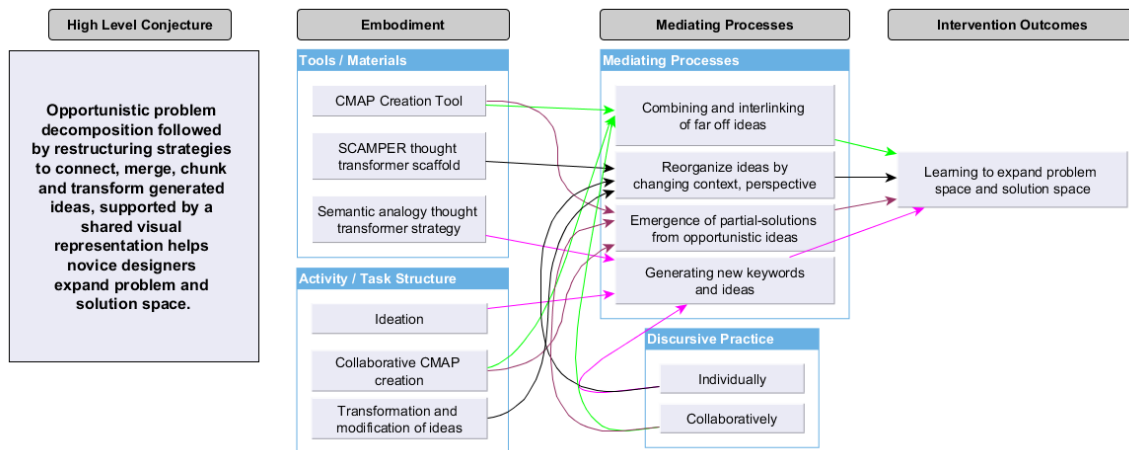 High Level Conjecture
Embodiment
Mediating Processes
Intervention Outcomes
Opportunistic problem
decomposition followed
by restructuring strategies
to connect, merge, chunk
and transform generated
ideas, supported by a
shared visual
representation helps
novice designers
expand problem and
solution space.
Tools / Materials
CMAP Creation Tool
SCAMPER thought
transformer scaffold
Semantic analogy thought
transformer strategy
Activity / Task Structure
Ideation
Collaborative CMAP
creation
Transformation and
modification of ideas
Mediating Processes
Combining and interlinking
of far off ideas
Reorganize ideas by
changing context, perspective
Emergence of partial-solutions
from opportunistic ideas
Generating new keywords
and ideas
Discursive Practice
Individually
Collaboratively
Learning to expand problem
space and solution space